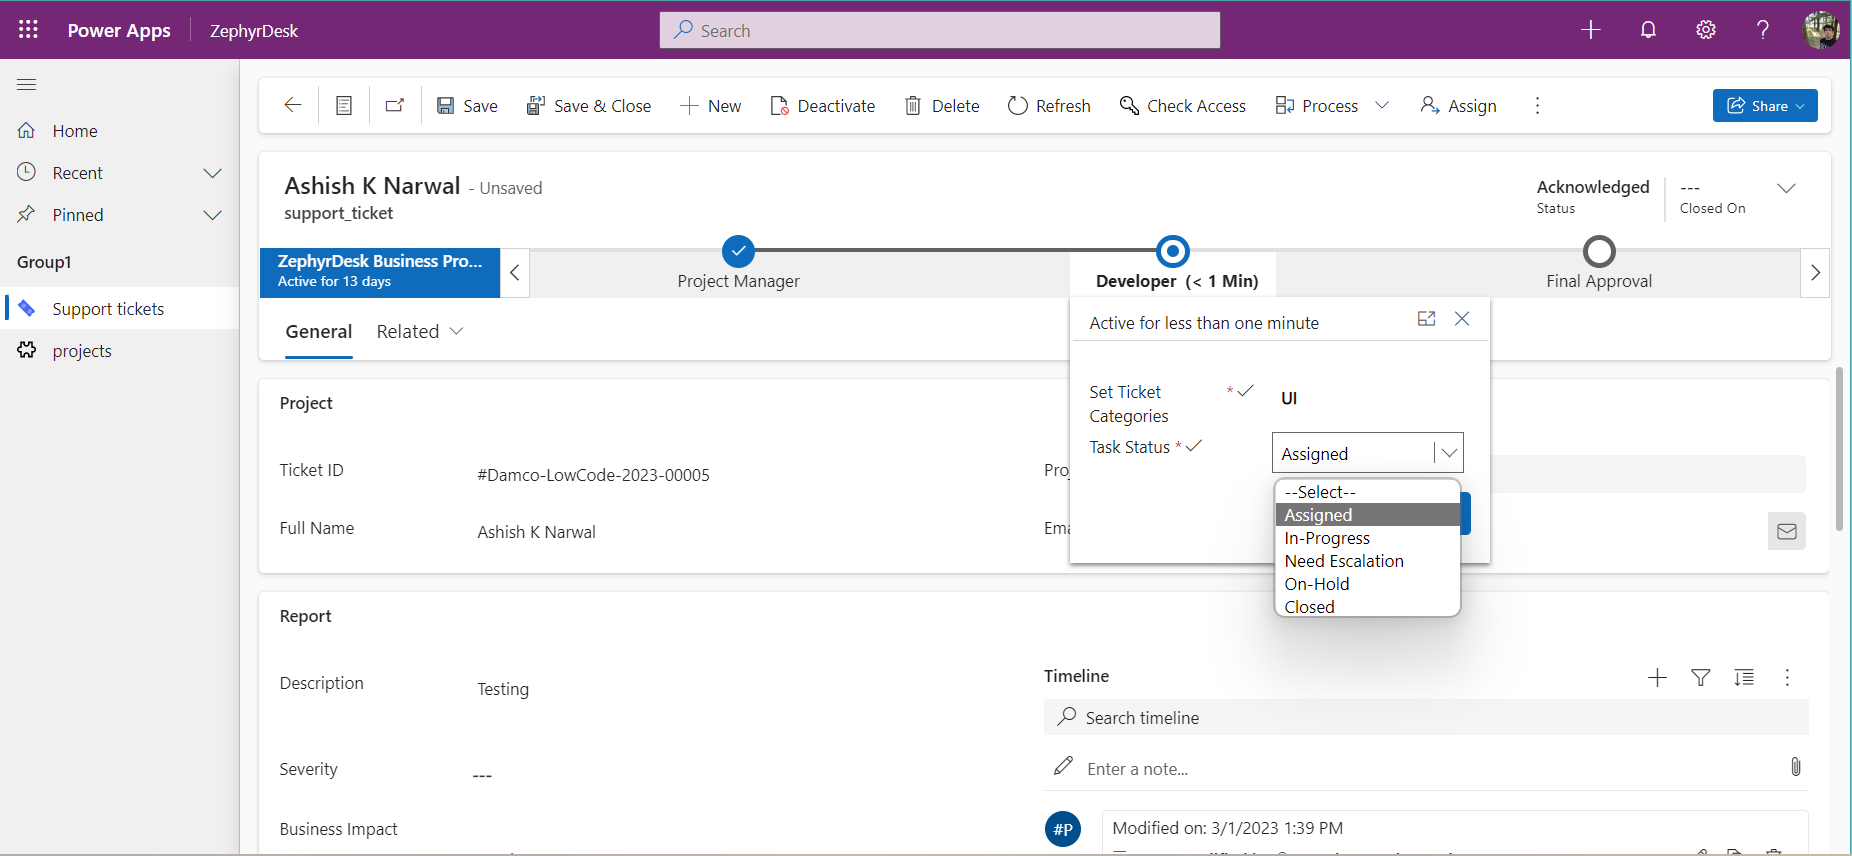 Power Apps
ZephyrDesk
Search
Home
Recent
Pinned
Group1
Support tickets
projects
Save
Save & Close
New
Deactivate
Delete
Refresh
Check Access
Process
Assign
Share
Ashish K Narwal - Unsaved
support_ticket
Acknowledged
Status
---
Closed On
ZephyrDesk Business Pro...
Active for 13 days
Project Manager
Developer (< 1 Min)
Final Approval
General
Related
Active for less than one minute
Set Ticket
Categories
*
UI
Task Status *
Assigned
--Select--
Assigned
In-Progress
Need Escalation
On-Hold
Closed
Project
Ticket ID
#Damco-LowCode-2023-00005
Full Name
Ashish K Narwal
Report
Description
Testing
Severity
---
Business Impact
Timeline
Search timeline
Enter a note...
#P
Modified on: 3/1/2023 1:39 PM